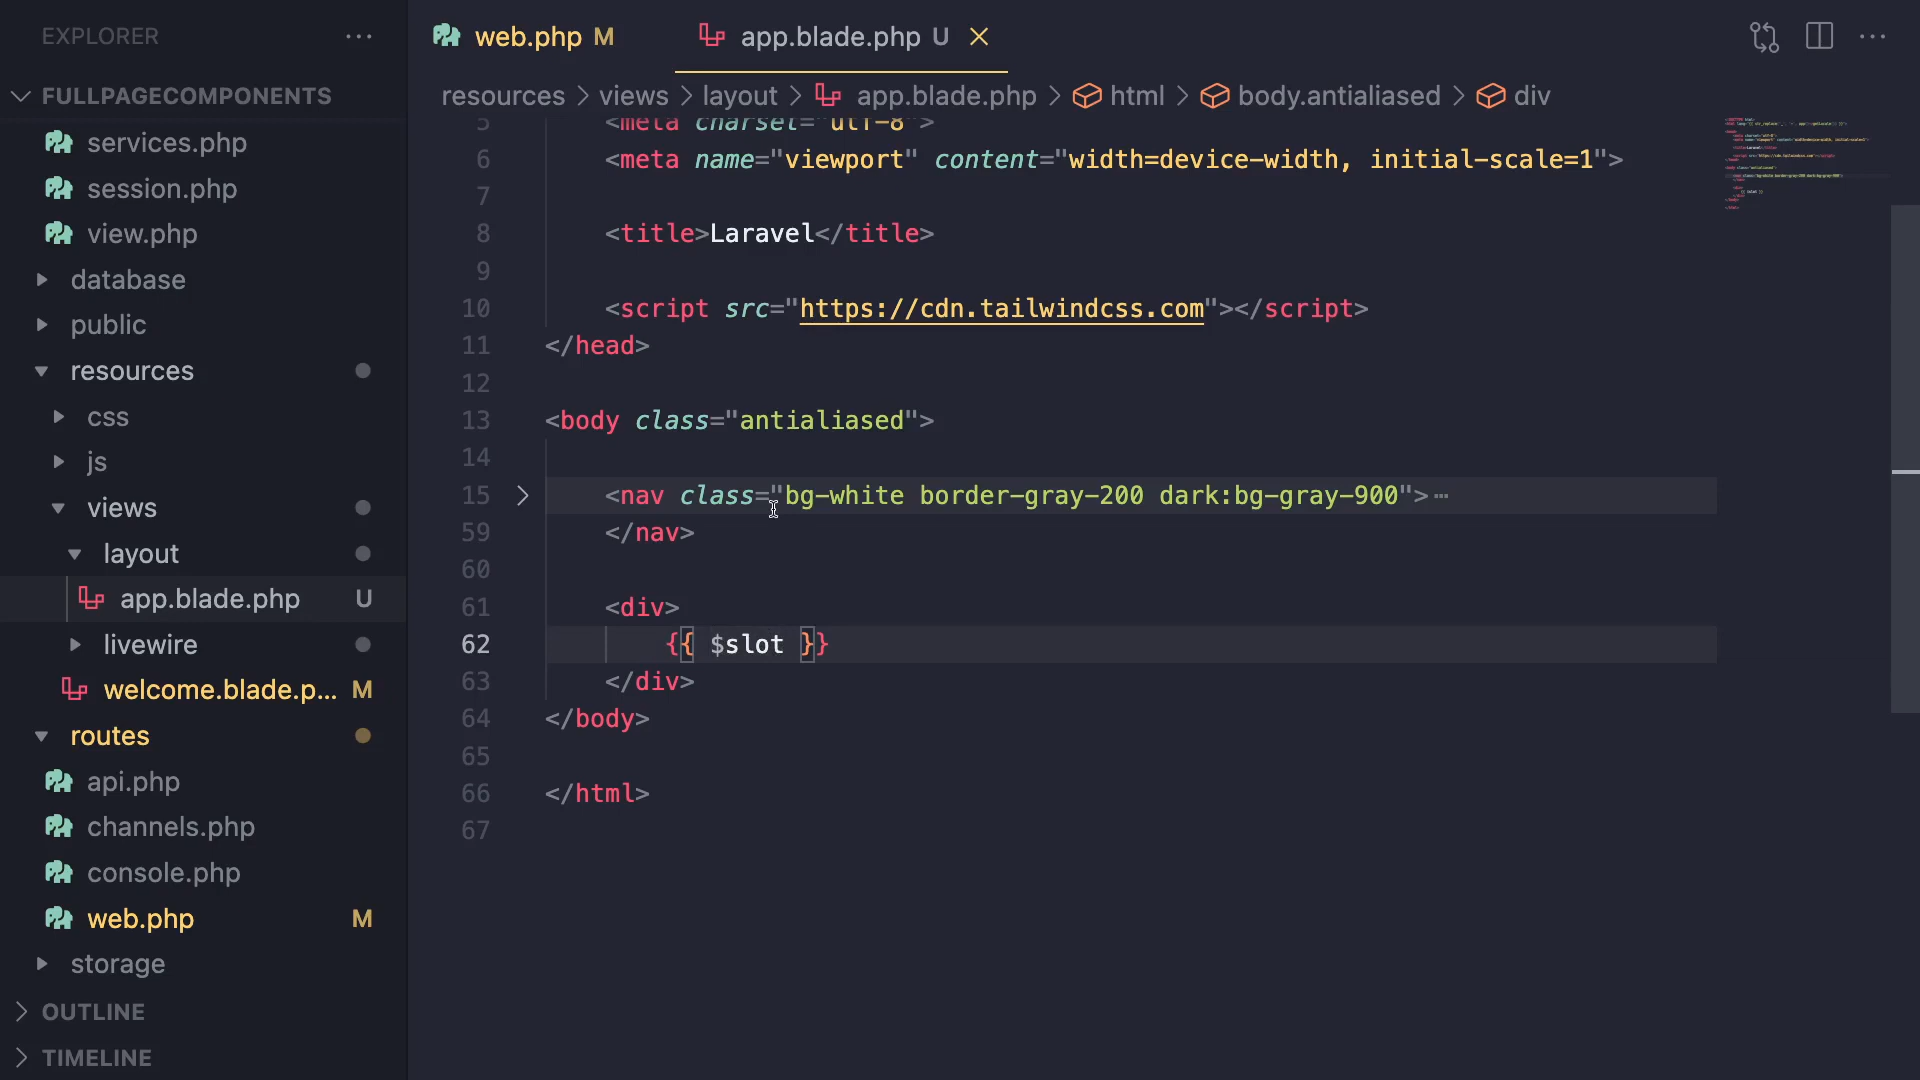 EXPLORER
FULLPAGECOMPONENTS
services.php
session.php
view.php
database
public
resources
css
js
views
layout
app.blade.php U
livewire
welcome.blade.p... M
routes
api.php
channels.php
console.php
web.php M
storage
OUTLINE
TIMELINE
web.php M
app.blade.php U
resources > views > layout > app.blade.php > html > body.antialiased > div
5 <meta charset="utf-8">
6 <meta name="viewport" content="width=device-width, initial-scale=1">
7
8 <title>Laravel</title>
9
10 <script src="https://cdn.tailwindcss.com"></script>
11 </head>
12
13 <body class="antialiased">
14
15 <nav class="bg-white border-gray-200 dark:bg-gray-900">…
59 </nav>
60
61 <div>
62 {{ $slot }}
63 </div>
64 </body>
65
66 </html>
67